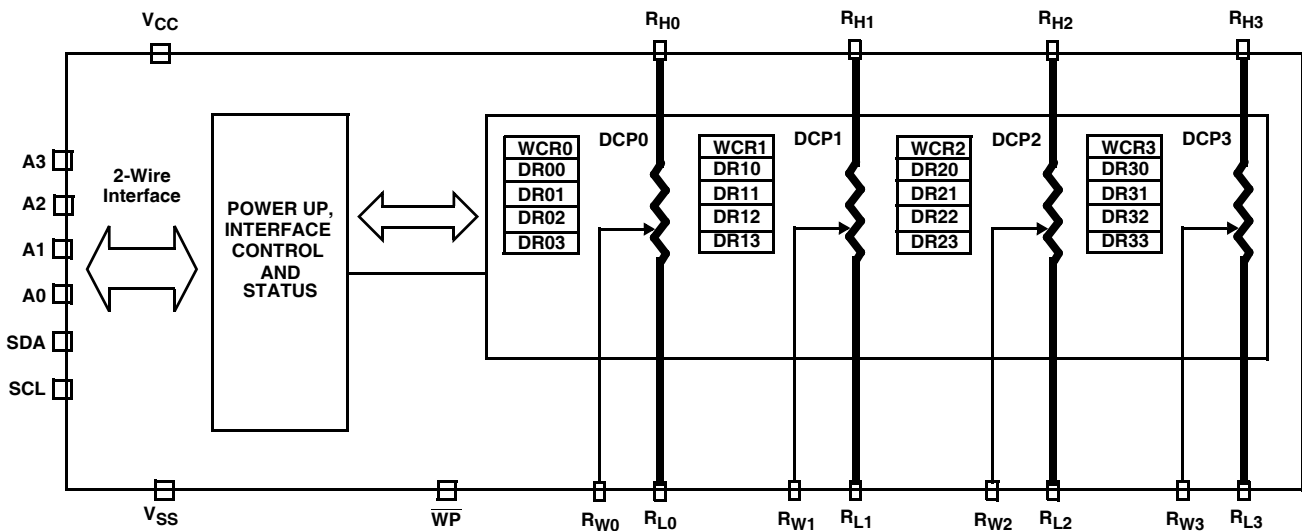 VCC RH0 RH1 RH2 RH3
DCP0 DCP1 DCP2 DCP3
WCR0 WCR1 WCR2 WCR3
A3 DR00 DR10 DR20 DR30
2-Wire
Interface
A2 DR01 DR11 DR21 DR31
POWER UP,
INTERFACE
CONTROL
AND
STATUS
DR02 DR12 DR22 DR32
A1 DR03 DR13 DR23 DR33
A0
SDA
SCL
VSS WP RW0 RL0 RW1 RL1 RW2 RL2 RW3 RL3